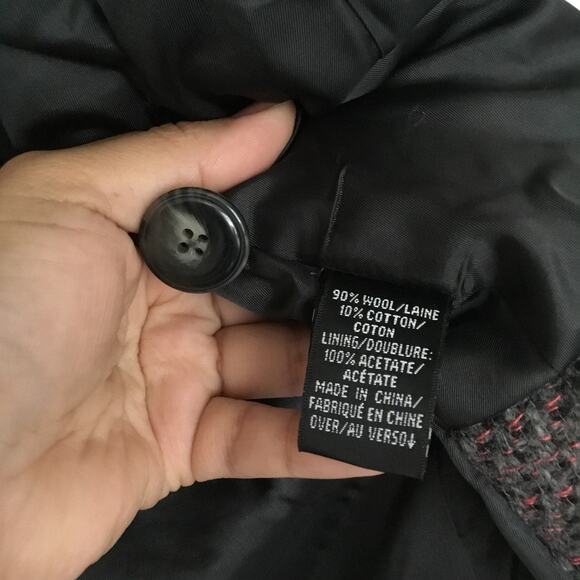 90% WOOL/LAINE
10% COTTON/
COTON
LINING/DOUBLURE:
100% ACETATE/
ACÉTATE
MADE IN CHINA/
FABRIQUÉ EN CHINE
OVER/AU VERSO↓